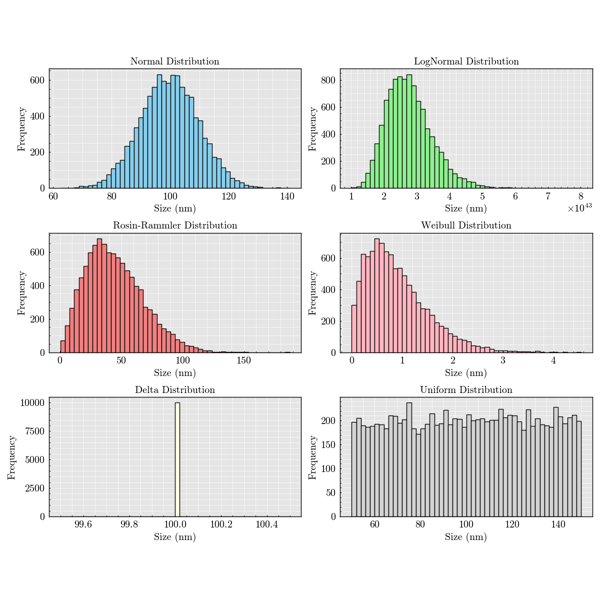 Normal Distribution
Frequency
600
400
200
0
60 80 100 120 140
Size (nm)
LogNormal Distribution
Frequency
800
600
400
200
0
1 2 3 4 5 6 7 8
Size (nm)
×10^43
Rosin-Rammler Distribution
Frequency
600
400
200
0
0 50 100 150
Size (nm)
Weibull Distribution
Frequency
600
400
200
0
0 1 2 3 4
Size (nm)
Delta Distribution
Frequency
10000
7500
5000
2500
0
99.6 99.8 100.0 100.2 100.4
Size (nm)
Uniform Distribution
Frequency
200
150
100
50
0
60 80 100 120 140
Size (nm)